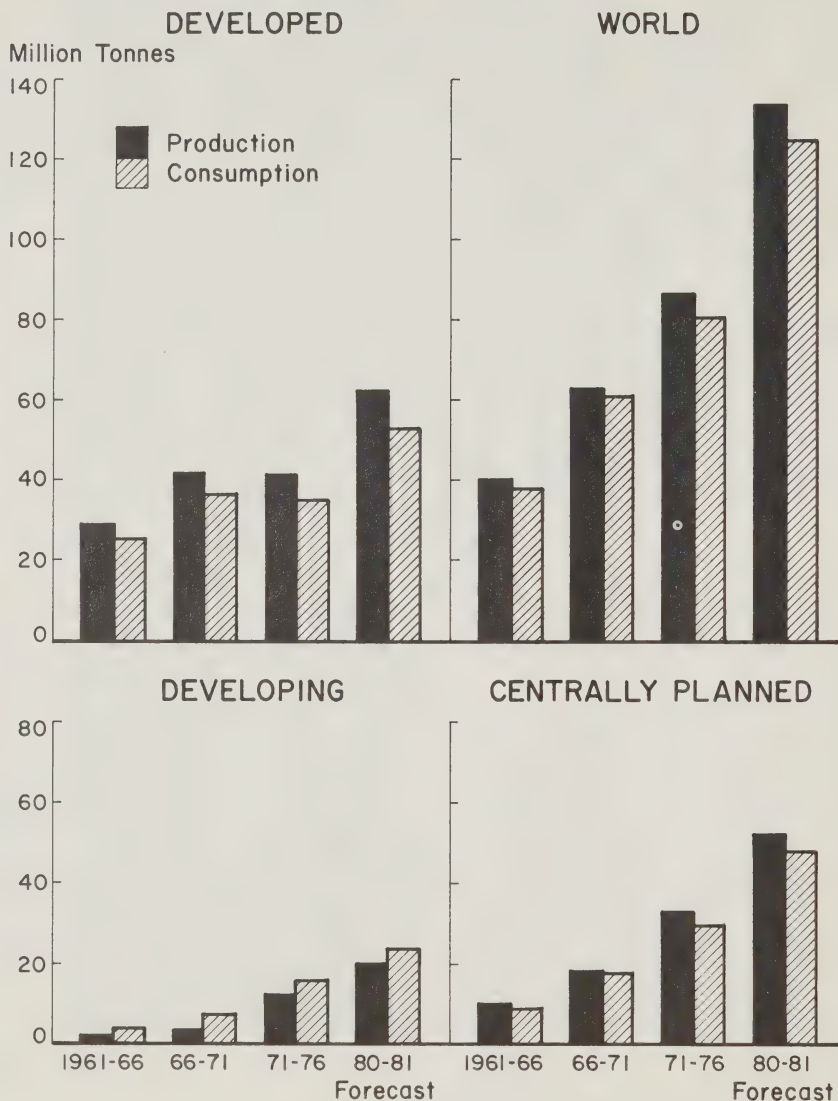 DEVELOPED WORLD
Million Tonnes
140
120
100
80
60
40
20
0
Production
Consumption
DEVELOPING CENTRALLY PLANNED
80
60
40
20
0
1961-66 66-71 71-76 80-81 1961-66 66-71 71-76 80-81
Forecast Forecast